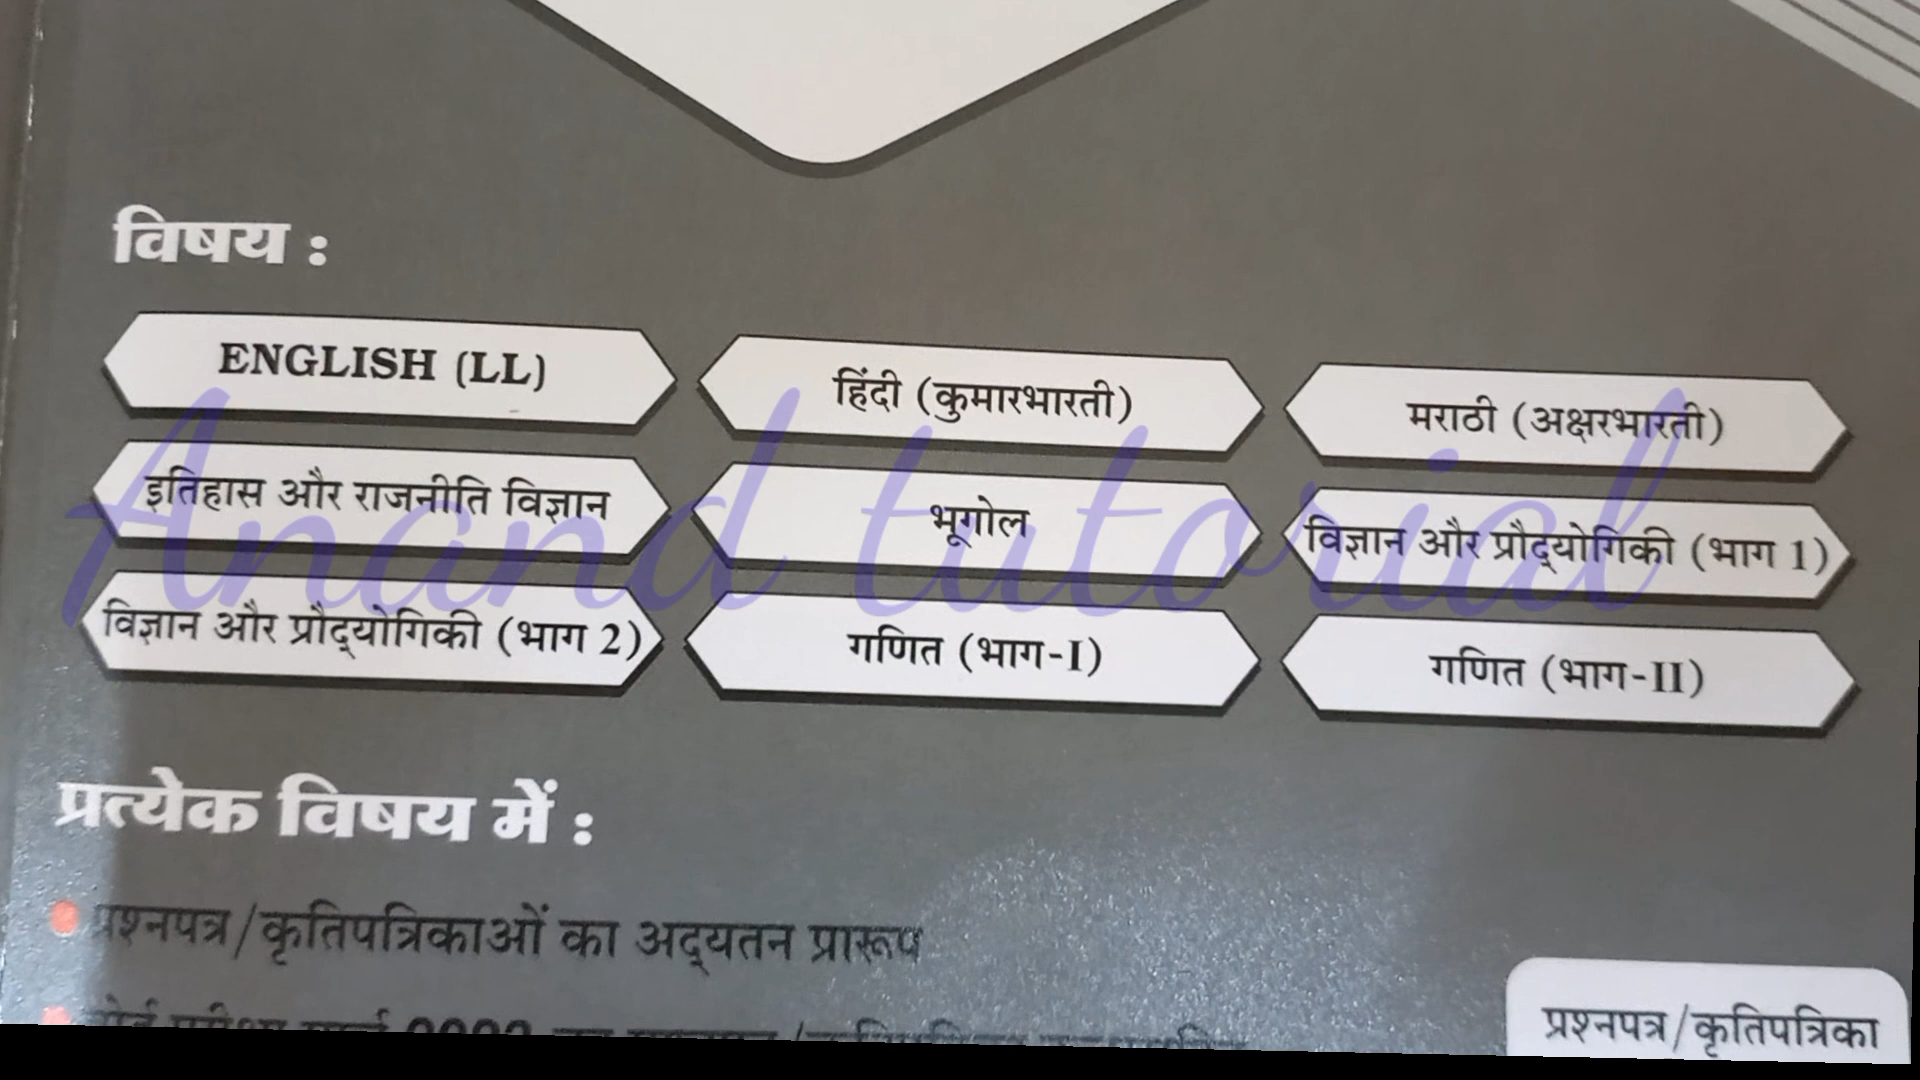 विषय :
ENGLISH (LL) हिंदी (कुमारभारती) मराठी (अक्षरभारती)
इतिहास और राजनीति विज्ञान भूगोल विज्ञान और प्रौद्योगिकी (भाग 1)
विज्ञान और प्रौद्योगिकी (भाग 2) गणित (भाग-I) गणित (भाग-II)
Anand tutorial
प्रत्येक विषय में :
प्रश्नपत्र/कृतिपत्रिकाओं का अद्यतन प्रारूप
प्रश्नपत्र/कृतिपत्रिका